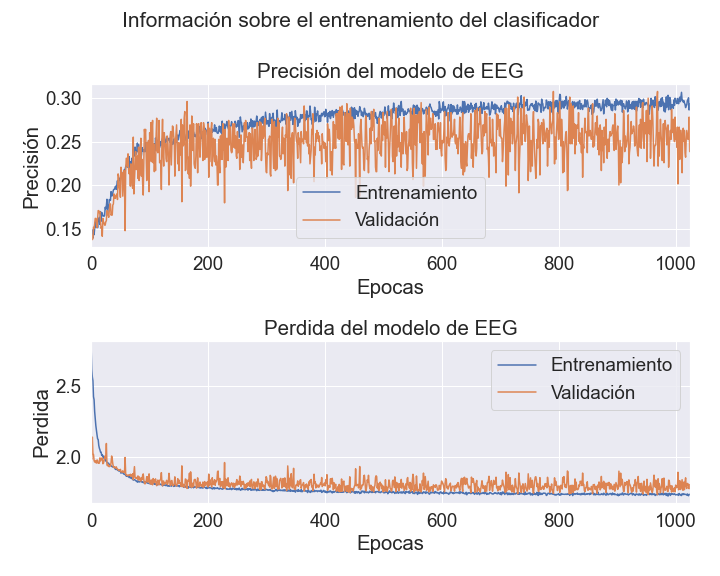 Información sobre el entrenamiento del clasificador
Precisión del modelo de EEG
0.30
0.25
0.20
0.15
Precisión
Entrenamiento
Validación
0 200 400 600 800 1000
Epocas
Perdida del modelo de EEG
2.5
2.0
Perdida
Entrenamiento
Validación
0 200 400 600 800 1000
Epocas